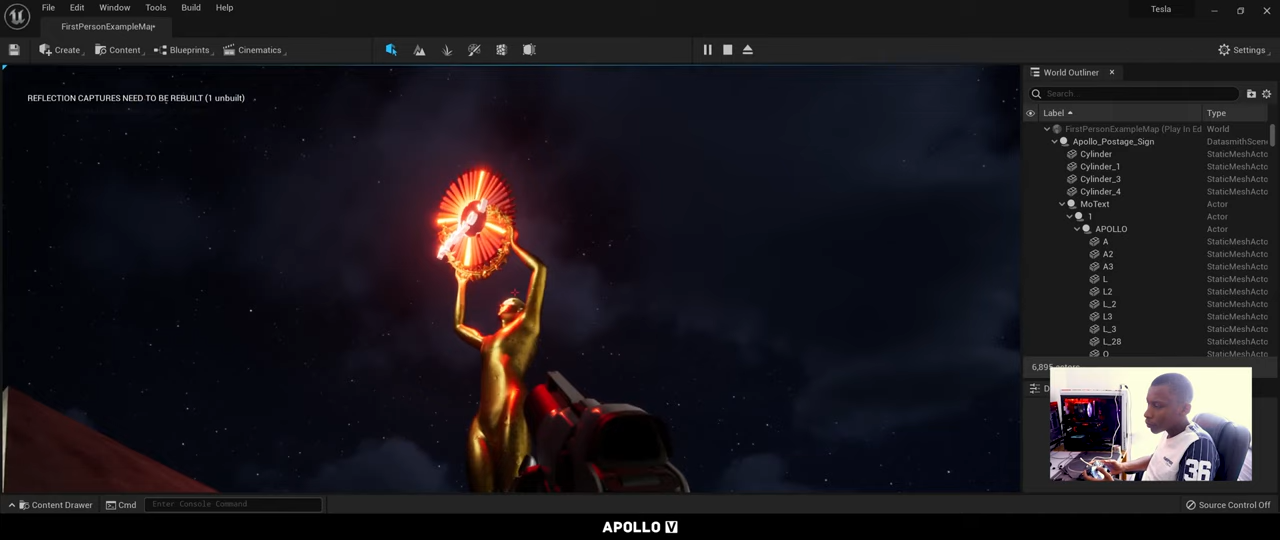 File Edit Window Tools Build Help
Tesla
FirstPersonExampleMap•
Create Content Blueprints Cinematics
Settings
REFLECTION CAPTURES NEED TO BE REBUILT (1 unbuilt)
World Outliner
Search...
Label Type
FirstPersonExampleMap (Play In Ed World
Apollo_Postage_Sign DatasmithScen
Cylinder StaticMeshActo
Cylinder_1 StaticMeshActo
Cylinder_3 StaticMeshActo
Cylinder_4 StaticMeshActo
MoText Actor
1 Actor
APOLLO Actor
A StaticMeshActo
A2 StaticMeshActo
A3 StaticMeshActo
L StaticMeshActo
L2 StaticMeshActo
L_2 StaticMeshActo
L3 StaticMeshActo
L_3 StaticMeshActo
L_28 StaticMeshActo
O StaticMeshActo
36
Content Drawer Cmd Enter Console Command
Source Control Off
APOLLO V